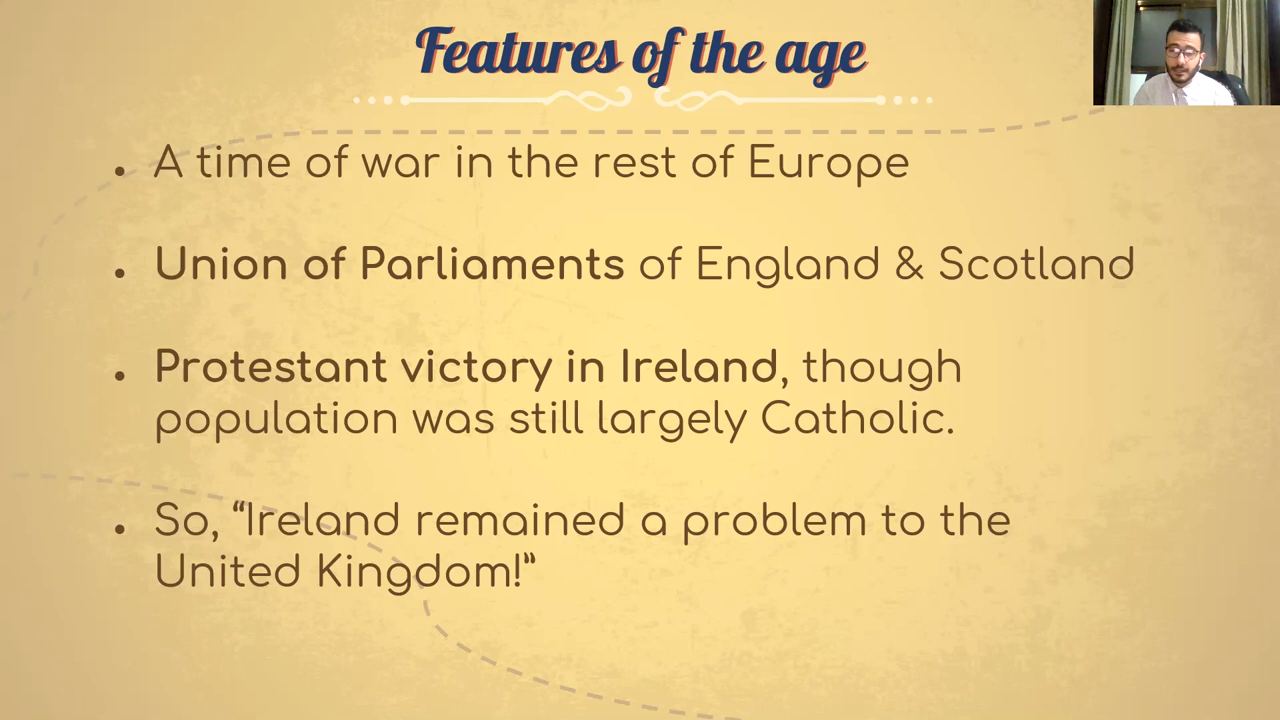 Features of the age
• A time of war in the rest of Europe
• Union of Parliaments of England & Scotland
• Protestant victory in Ireland, though
population was still largely Catholic.
• So, “Ireland remained a problem to the
United Kingdom!”